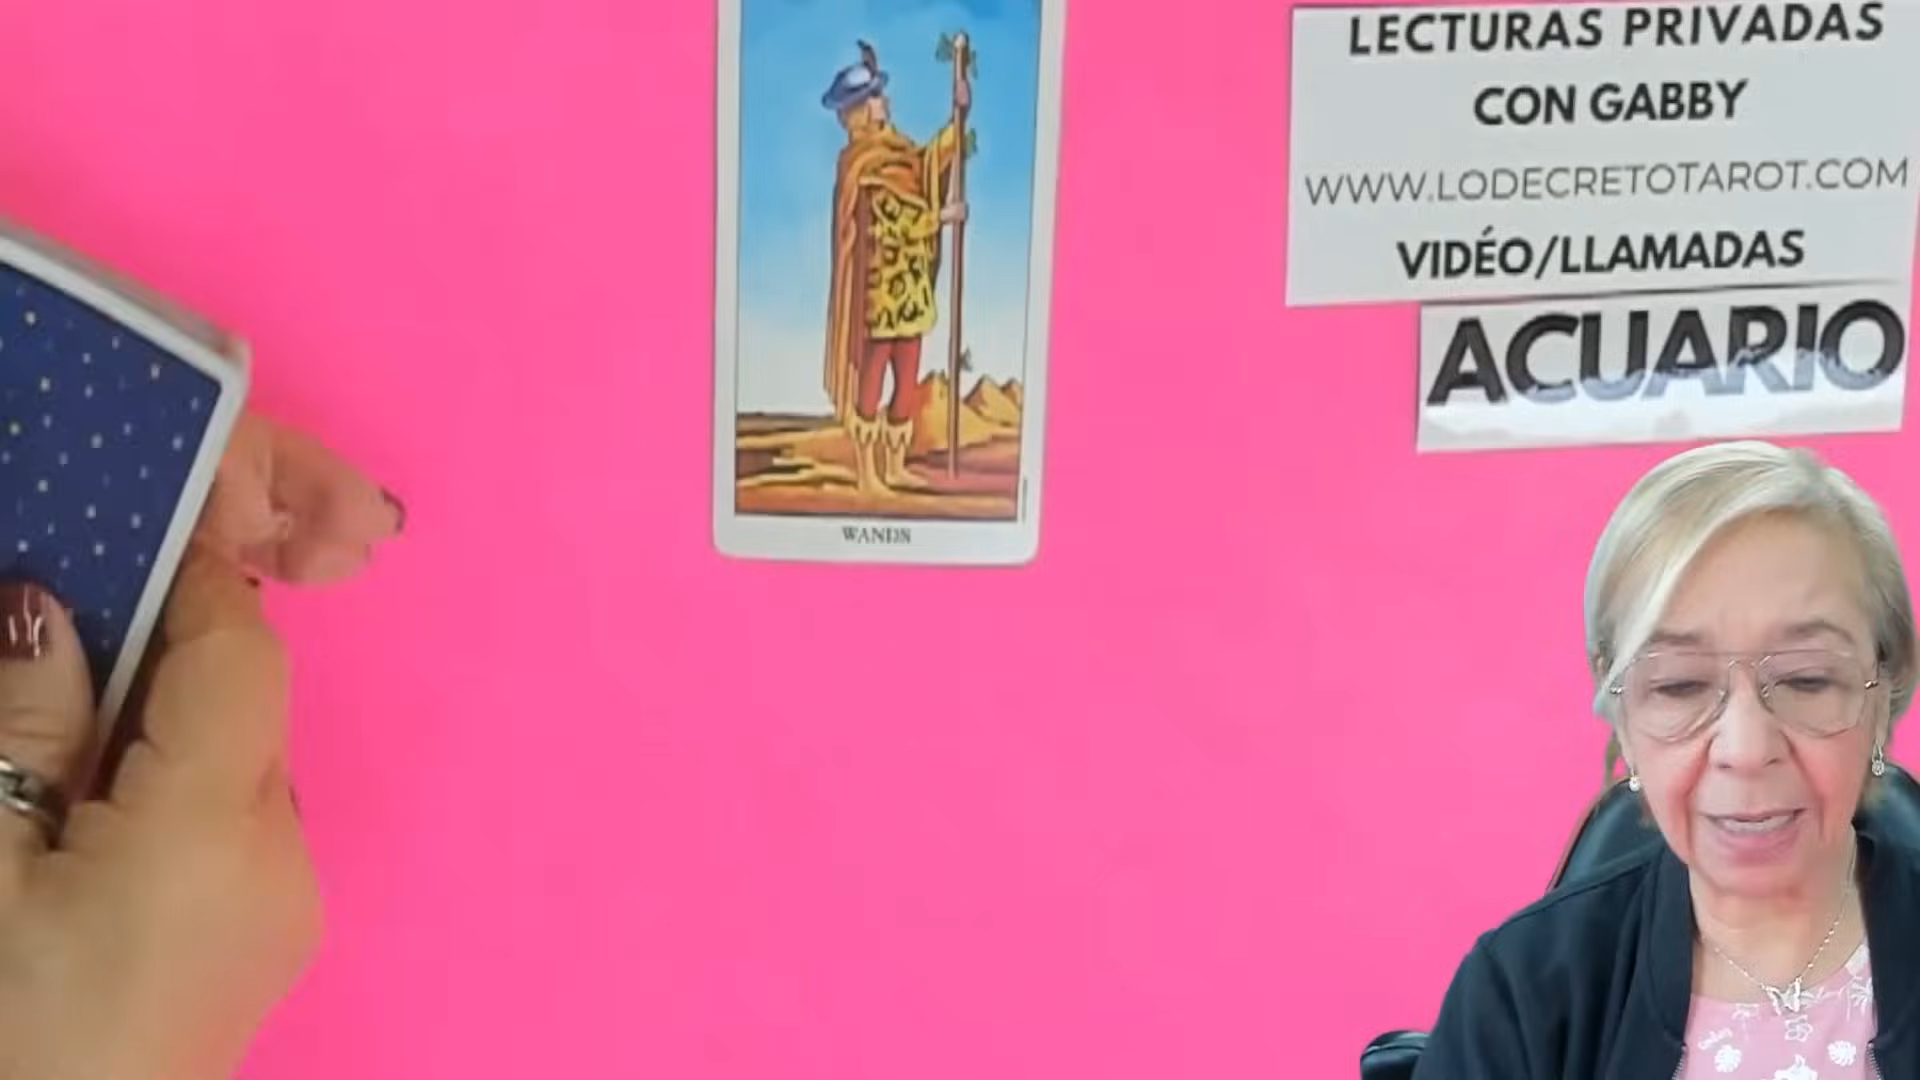 LECTURAS PRIVADAS
CON GABBY
WWW.LODECRETOTAROT.COM
VIDÉO/LLAMADAS
ACUARIO
WANDS